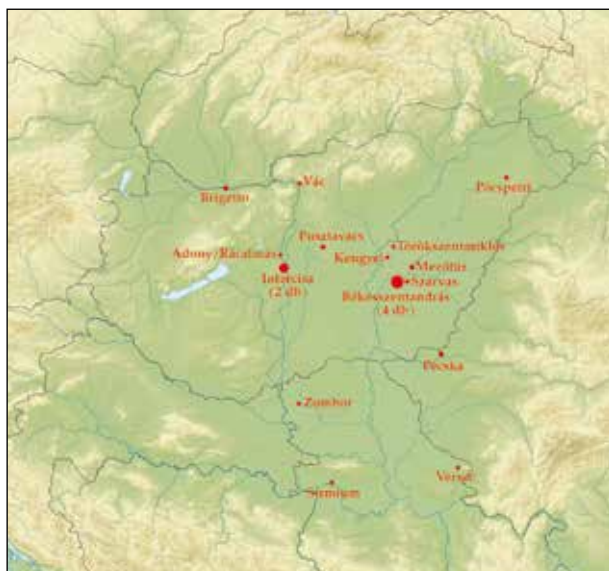 Vác
Brigetio
Pócspetri
Pusztavacs
Törökszentmiklós
Kengyel
Adony/Rácalmás
Mezőtúr
Intercisa
(2 db)
Szarvas
Békésszentandrás
(4 db)
Pécska
Zombor
Versec
Sirmium